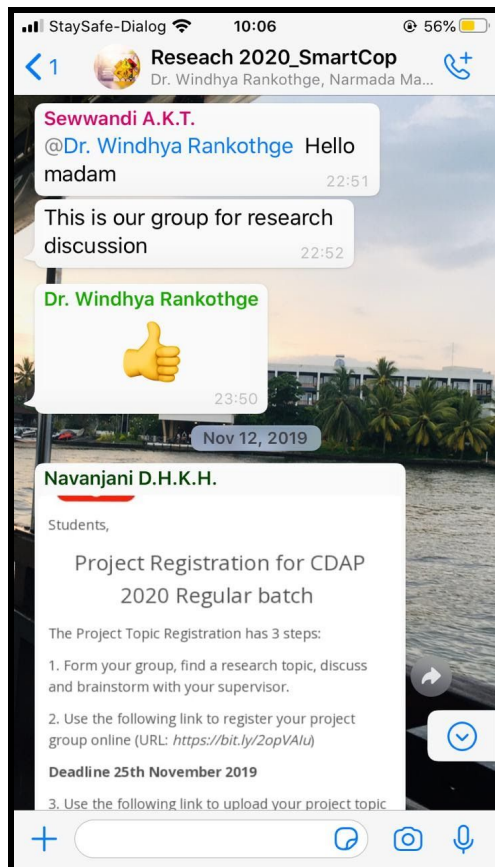 StaySafe-Dialog 10:06 56%
1 Reseach 2020_SmartCop
Dr. Windhya Rankothge, Narmada Ma...
Sewwandi A.K.T.
@Dr. Windhya Rankothge Hello
madam
22:51
This is our group for research
discussion
22:52
Dr. Windhya Rankothge
23:50
Nov 12, 2019
Navanjani D.H.K.H.
Students,
Project Registration for CDAP
2020 Regular batch
The Project Topic Registration has 3 steps:
1. Form your group, find a research topic, discuss
and brainstorm with your supervisor.
2. Use the following link to register your project
group online (URL: https://bit.ly/2opVAIu)
Deadline 25th November 2019
3. Use the following link to upload your project topic